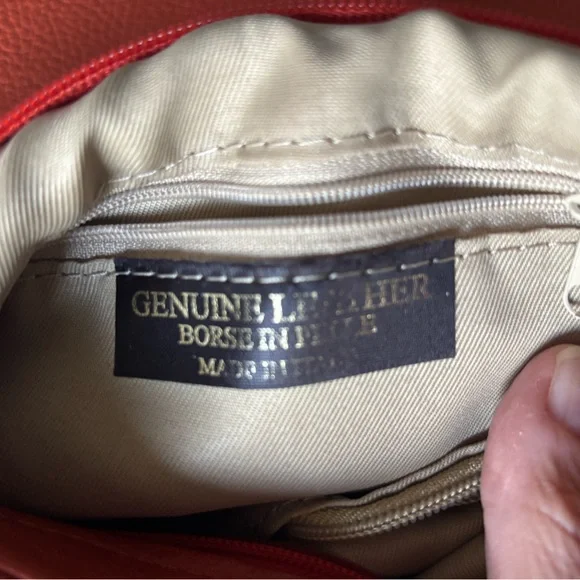 GENUINE LEATHER
BORSE IN PELLE
MADE IN ITALY